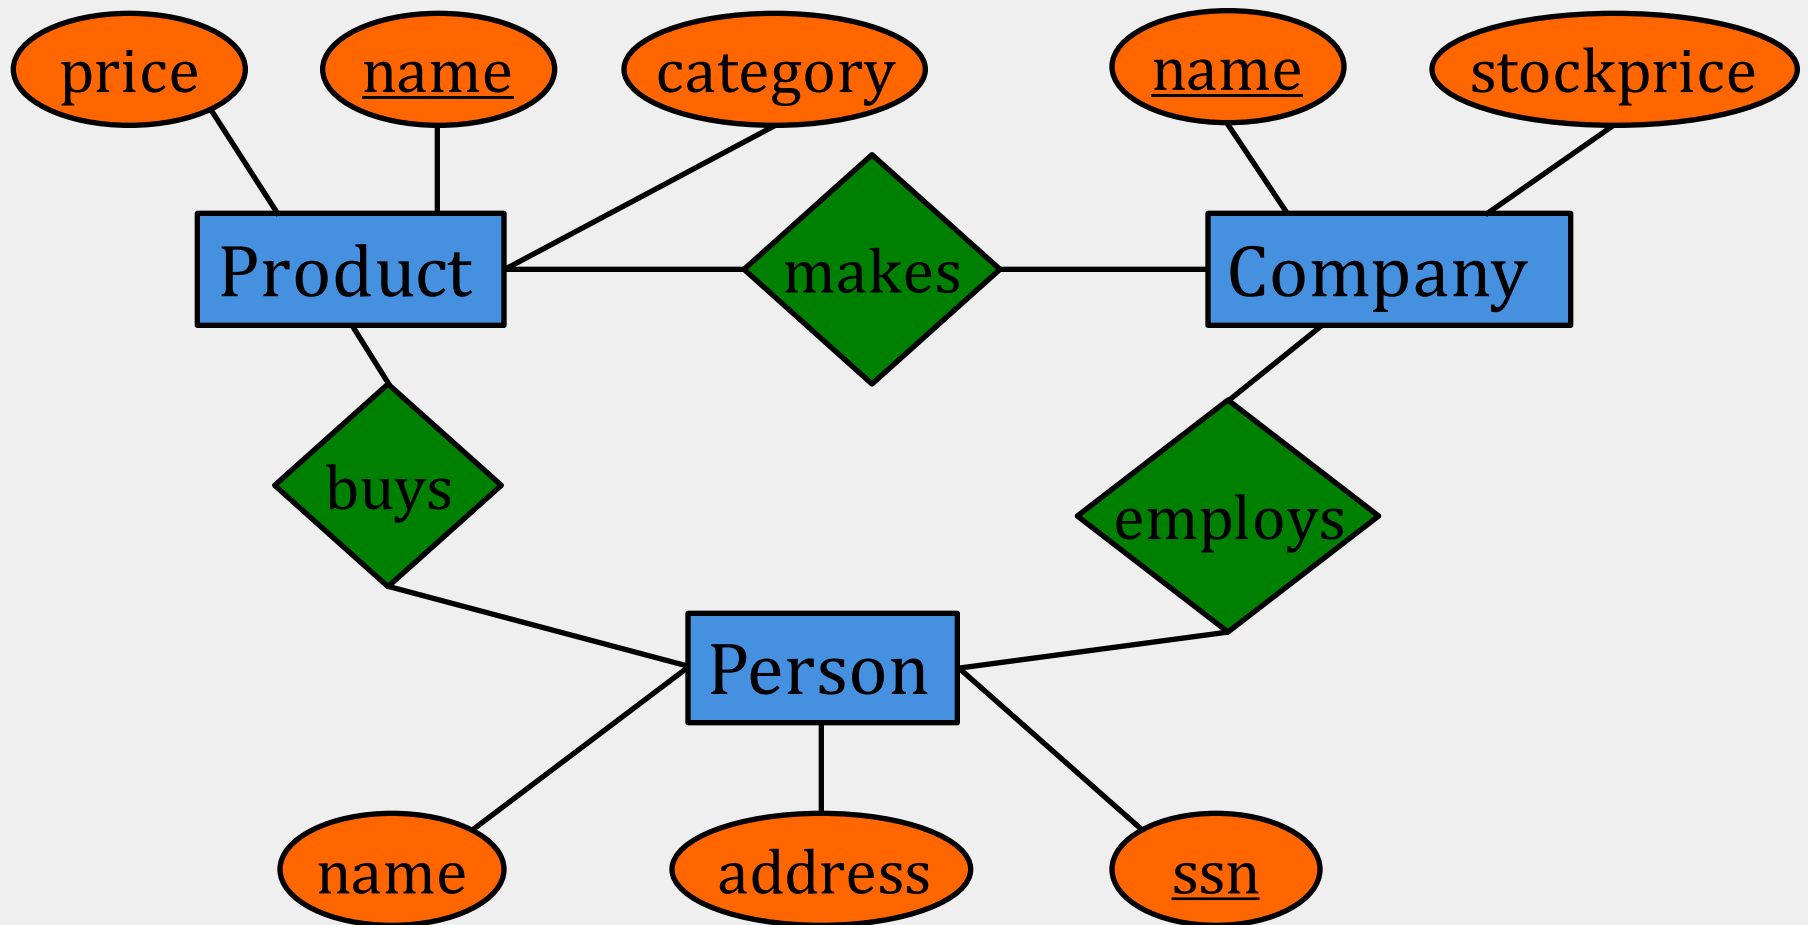 price
name
category
name
stockprice
Product
makes
Company
buys
employs
Person
name
address
ssn